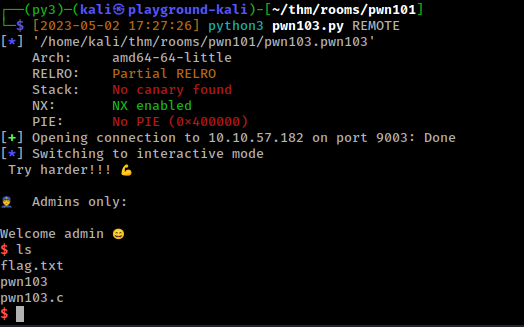 ┌──(py3)─(kali㉿playground-kali)-[~/thm/rooms/pwn101]
└─$ [2023-05-02 17:27:26] python3 pwn103.py REMOTE
[*] '/home/kali/thm/rooms/pwn101/pwn103.pwn103'
    Arch:     amd64-64-little
    RELRO:    Partial RELRO
    Stack:    No canary found
    NX:       NX enabled
    PIE:      No PIE (0×400000)
[+] Opening connection to 10.10.57.182 on port 9003: Done
[*] Switching to interactive mode
 Try harder!!! 💪
👮  Admins only:
Welcome admin 😄
$ ls
flag.txt
pwn103
pwn103.c
$